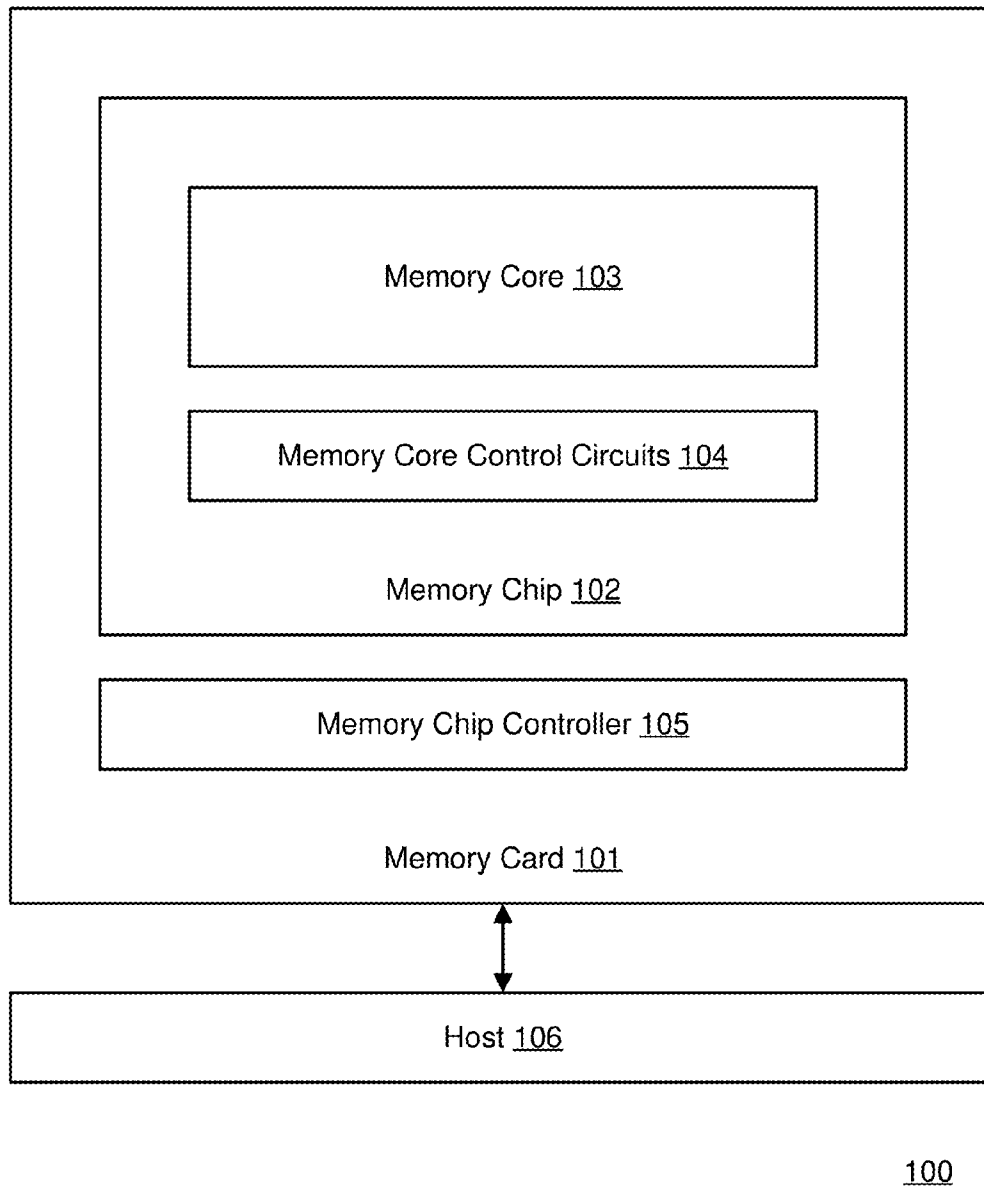 Memory Core 103
Memory Core Control Circuits 104
Memory Chip 102
Memory Chip Controller 105
Memory Card 101
Host 106
100